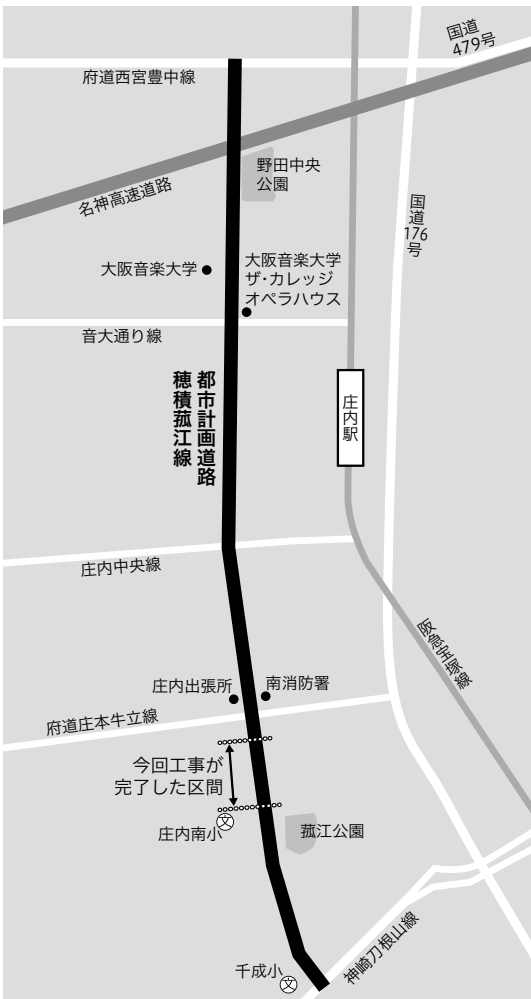 国道
479号
府道西宮豊中線
野田中央
公園
名神高速道路
国道
176
号
大阪音楽大学
大阪音楽大学
ザ・カレッジ
オペラハウス
音大通り線
都市計画道路
穂積菰江線
庄内駅
庄内中央線
阪急宝塚線
庄内出張所
南消防署
府道庄本牛立線
今回工事が
完了した区間
文
庄内南小
菰江公園
神崎刀根山線
千成小
文